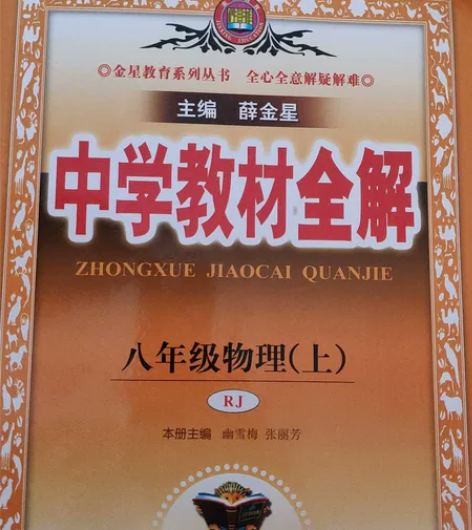 ◎金星教育系列丛书 全心全意解疑解难◎
主编 薛金星
中学教材全解
ZHONGXUE JIAOCAI QUANJIE
八年级物理(上)
RJ
本册主编 幽雪梅 张丽芳